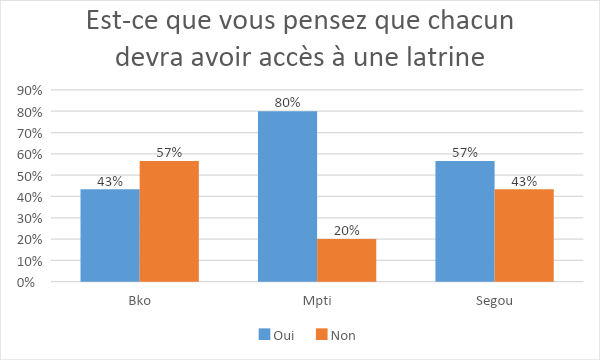 Est-ce que vous pensez que chacun
devra avoir accès à une latrine
90%
80%
70%
60%
50%
40%
30%
20%
10%
0%
43%
57%
80%
20%
57%
43%
Bko
Mpti
Segou
Oui
Non